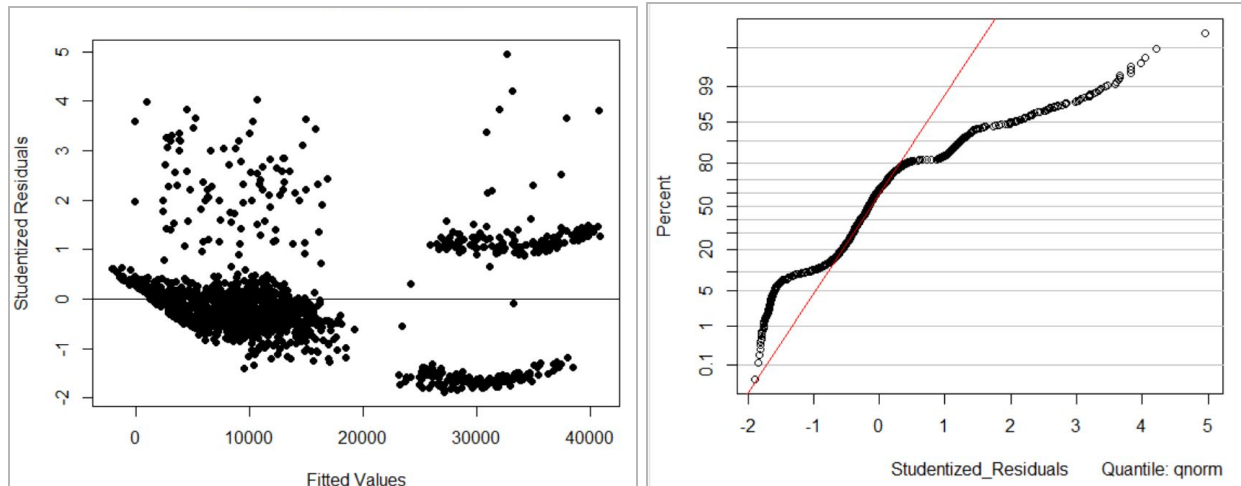 Studentized Residuals
5
4
3
2
1
0
-1
-2
0 10000 20000 30000 40000
Fitted Values
Percent
99
95
80
50
20
5
1
0.1
-2 -1 0 1 2 3 4 5
Studentized_Residuals Quantile: qnorm